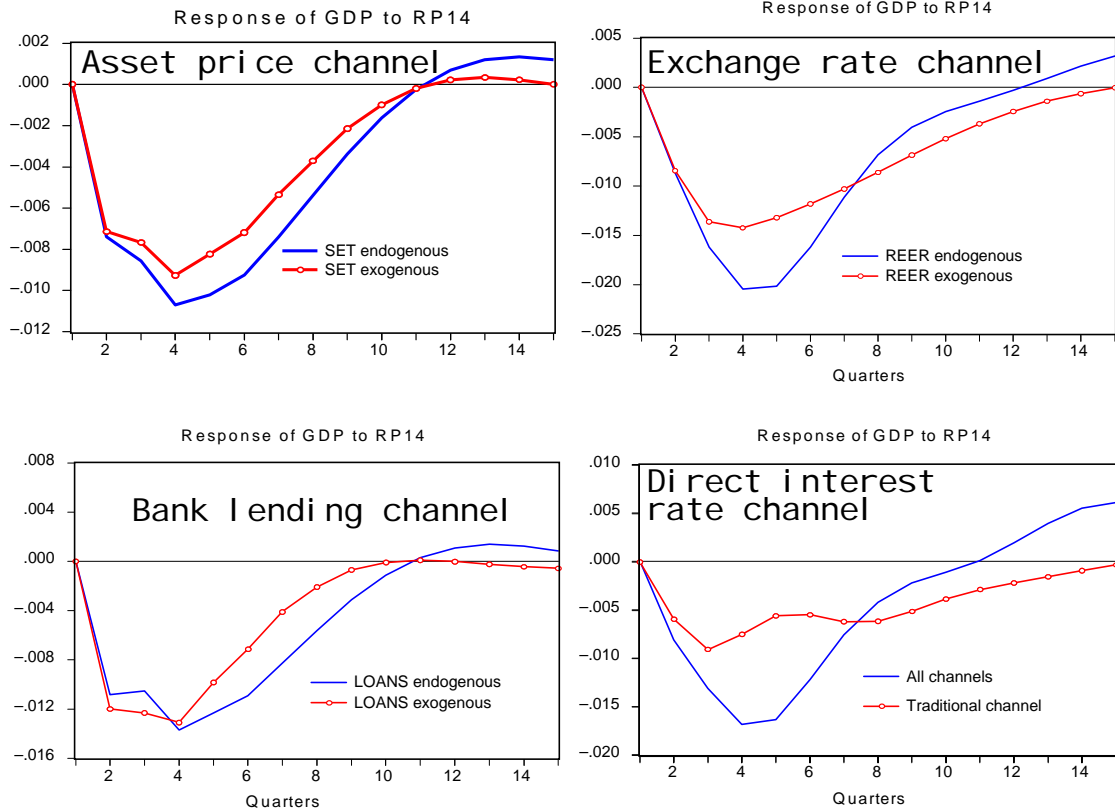 Response of GDP to RP14
.002
Asset price channel
.000
–.002
–.004
–.006
–.008
SET endogenous
SET exogenous
–.010
–.012
2 4 6 8 10 12 14
Response of GDP to RP14
.005
Exchange rate channel
.000
–.005
–.010
–.015
REER endogenous
REER exogenous
–.020
–.025
2 4 6 8 10 12 14
Quarters
Response of GDP to RP14
.008
.004
Bank lending channel
.000
–.004
–.008
LOANS endogenous
LOANS exogenous
–.012
–.016
2 4 6 8 10 12 14
Quarters
Response of GDP to RP14
.010
Direct interest
rate channel
.005
.000
–.005
–.010
All channels
Traditional channel
–.015
–.020
2 4 6 8 10 12 14
Quarters